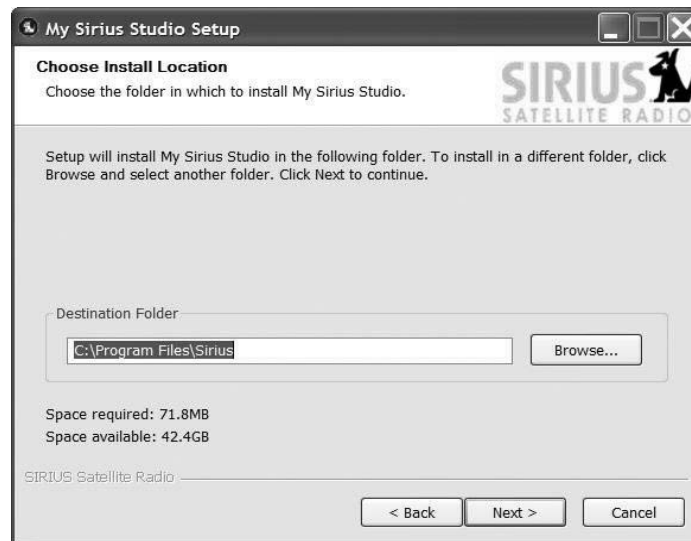 My Sirius Studio Setup
Choose Install Location
Choose the folder in which to install My Sirius Studio.
SIRIUS
SATELLITE RADIO
Setup will install My Sirius Studio in the following folder. To install in a different folder, click
Browse and select another folder. Click Next to continue.
Destination Folder
C:\Program Files\Sirius
Browse...
Space required: 71.8MB
Space available: 42.4GB
SIRIUS Satellite Radio
< Back
Next >
Cancel